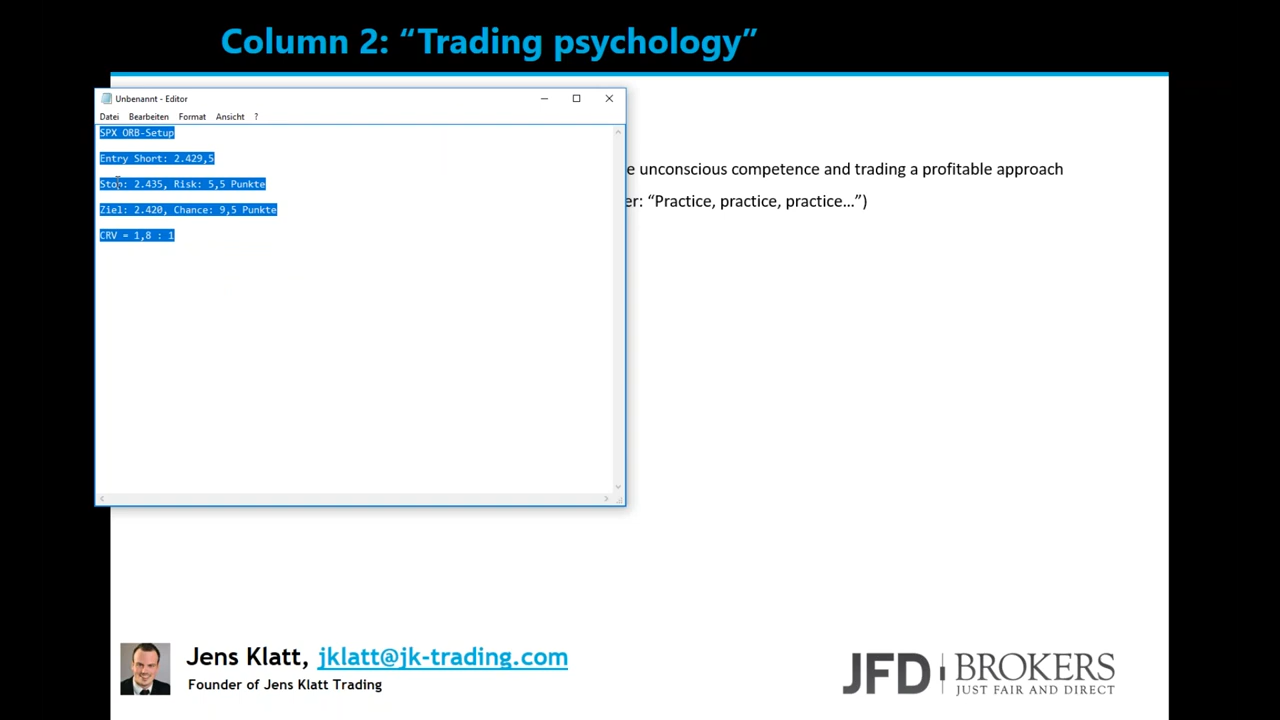 Column 2: “Trading psychology”
Unbenannt - Editor
Datei Bearbeiten Format Ansicht ?
SPX ORB-Setup
Entry Short: 2.429,5
Stop: 2.435, Risk: 5,5 Punkte
Ziel: 2.420, Chance: 9,5 Punkte
CRV = 1,8 : 1
e unconscious competence and trading a profitable approach
er: “Practice, practice, practice…”)
Jens Klatt, jklatt@jk-trading.com
Founder of Jens Klatt Trading
JFD BROKERS
JUST FAIR AND DIRECT